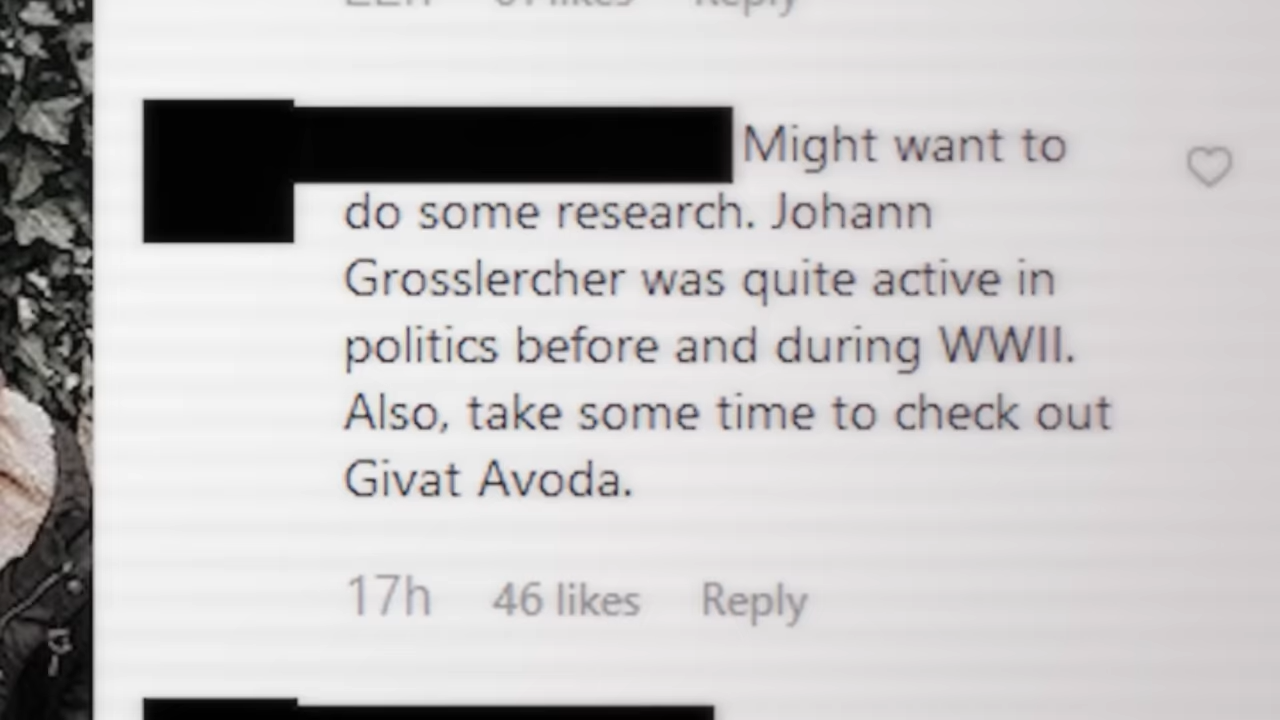 Reply
Might want to
do some research. Johann
Grosslercher was quite active in
politics before and during WWII.
Also, take some time to check out
Givat Avoda.
17h 46 likes Reply